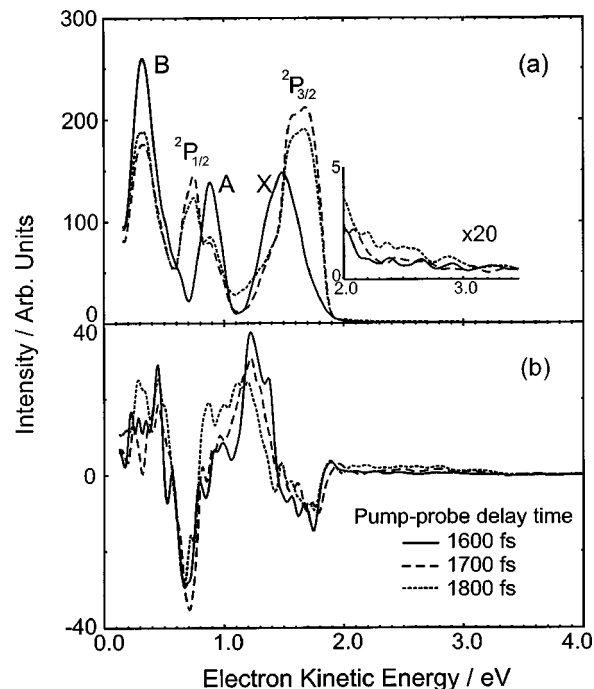 300
200
100
0
B
²P₁/₂
A
X
²P₃/₂
(a)
5
0
x20
2.0
3.0
Intensity / Arb. Units
40
0
-40
(b)
Pump-probe delay time
1600 fs
1700 fs
1800 fs
0.0
1.0
2.0
3.0
4.0
Electron Kinetic Energy / eV